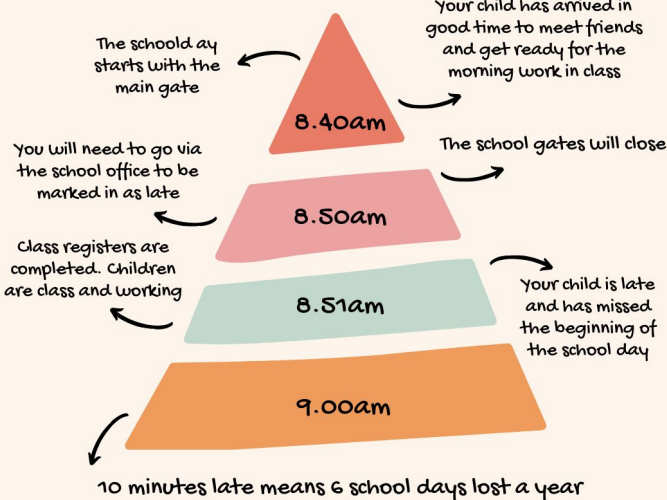 Your child has arrived in
good time to meet friends
and get ready for the
morning work in class
The schoold ay
starts with the
main gate
8.40am
The school gates will close
You will need to go via
the school office to be
marked in as late
8.50am
Class registers are
completed. Children
are class and working
8.51am
Your child is late
and has missed
the beginning of
the school day
9.00am
10 minutes late means 6 school days lost a year